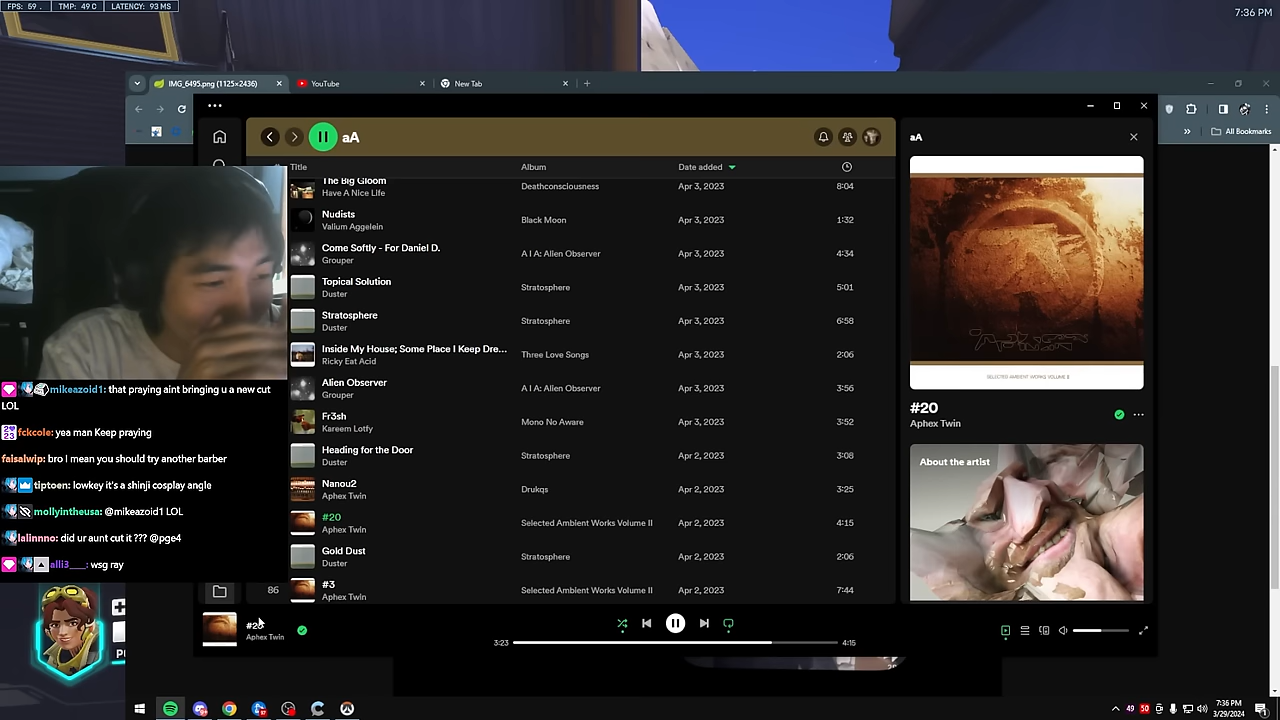 FPS: 59 TMP: 49 C LATENCY: 93 MS
7:36 PM
IMG_6495.png (1125×2436) YouTube New Tab
All Bookmarks
aA
aA
Title Album Date added
The Big Gloom Deathconsciousness Apr 3, 2023 8:04
Have A Nice Life
Nudists Black Moon Apr 3, 2023 1:32
Valium Aggelein
Come Softly - For Daniel D. A I A: Alien Observer Apr 3, 2023 4:34
Grouper
Topical Solution Stratosphere Apr 3, 2023 5:01
Duster
Stratosphere Stratosphere Apr 3, 2023 6:58
Duster
Inside My House; Some Place I Keep Dre... Three Love Songs Apr 3, 2023 2:06
Ricky Eat Acid
Alien Observer A I A: Alien Observer Apr 3, 2023 3:56
Grouper
Fr3sh Mono No Aware Apr 3, 2023 3:52
Kareem Lotfy
Heading for the Door Stratosphere Apr 2, 2023 3:08
Duster
Nanou2 Drukqs Apr 2, 2023 3:25
Aphex Twin
#20 Selected Ambient Works Volume II Apr 2, 2023 4:15
Aphex Twin
Gold Dust Stratosphere Apr 2, 2023 2:06
Duster
86 #3 Selected Ambient Works Volume II Apr 2, 2023 7:44
Aphex Twin
SELECTED AMBIENT WORKS VOLUME II
#20
Aphex Twin
About the artist
mikeazoid1: that praying aint bringing u a new cut
LOL
fckcole: yea man Keep praying
faisalwip: bro I mean you should try another barber
tiptoen: lowkey it's a shinji cosplay angle
mollyintheusa: @mikeazoid1 LOL
lalinnno: did ur aunt cut it ??? @pge4
alli3___: wsg ray
#20
Aphex Twin
3:23 4:15
49 50 7:36 PM
3/29/2024